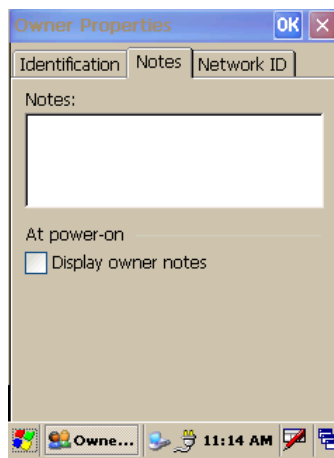 Owner Properties OK
Identification Notes Network ID
Notes:
At power-on
Display owner notes
Owne... 11:14 AM